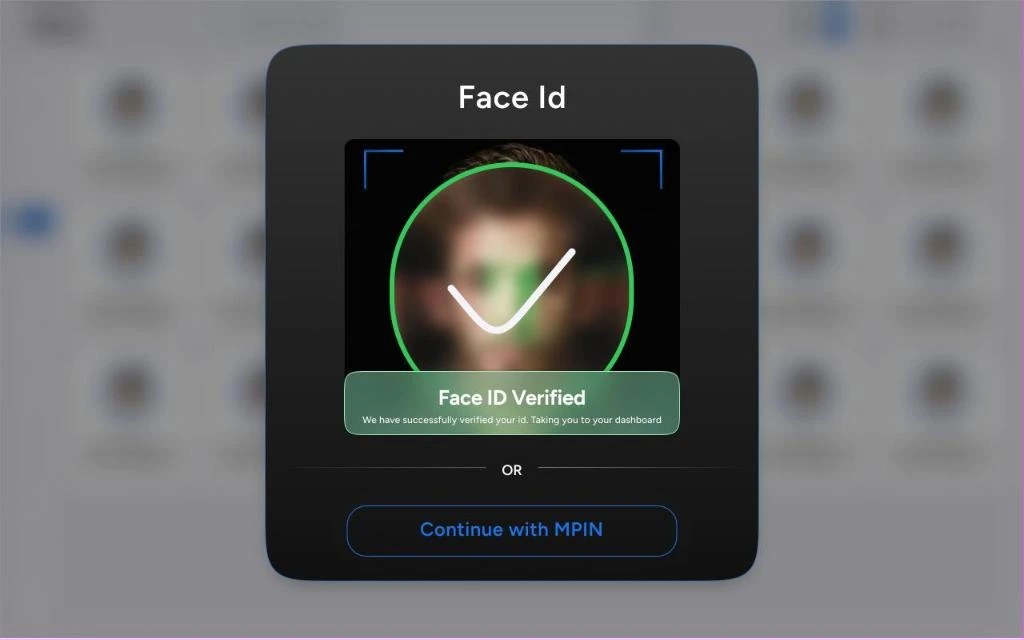 Face Id
Face ID Verified
We have successfully verified your id. Taking you to your dashboard
OR
Continue with MPIN